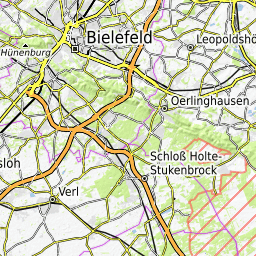 Bielefeld
Hünenburg
Leopoldshö
Oerlinghausen
sloh
Schloß Holte-
Stukenbrock
Verl